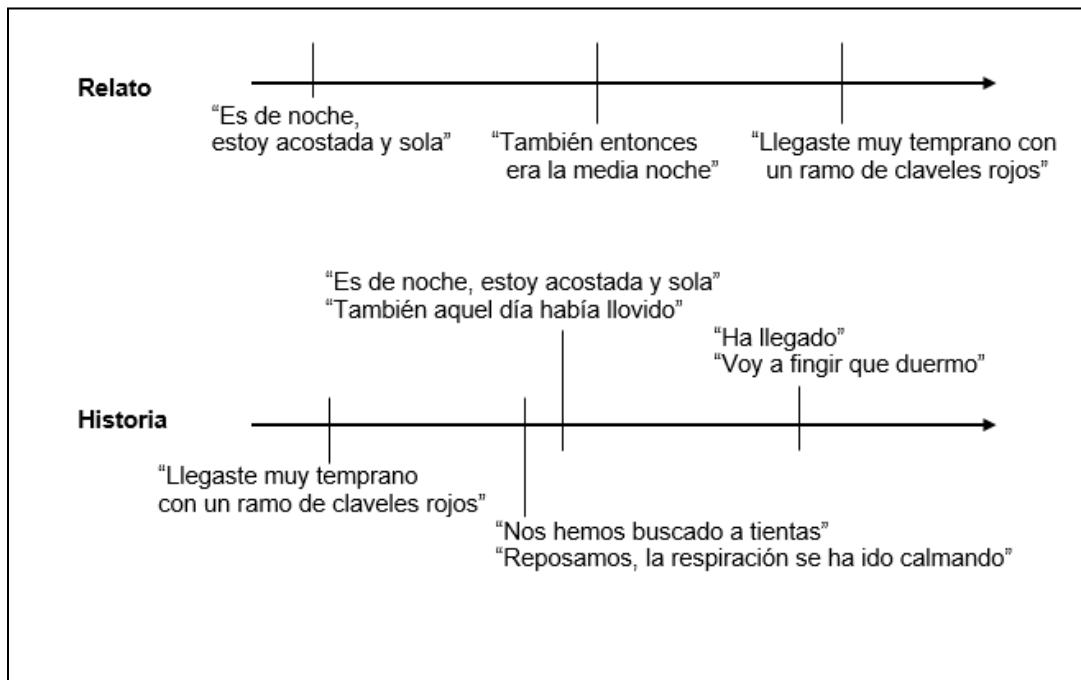 Relato
“Es de noche,
estoy acostada y sola”
“También entonces
era la media noche”
“Llegaste muy temprano con
un ramo de claveles rojos”
“Es de noche, estoy acostada y sola”
“También aquel día había llovido”
“Ha llegado”
“Voy a fingir que duermo”
Historia
“Llegaste muy temprano
con un ramo de claveles rojos”
“Nos hemos buscado a tientas”
“Reposamos, la respiración se ha ido calmando”